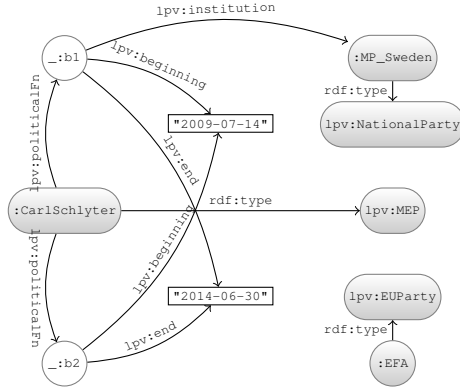 lpv:institution
_:b1
:MP_Sweden
lpv:beginning
rdf:type
lpv:politicalFn
"2009-07-14"
lpv:NationalParty
lpv:end
:CarlSchlyter
rdf:type
lpv:MEP
lpv:politicalFn
lpv:beginning
"2014-06-30"
lpv:EUParty
lpv:end
rdf:type
_:b2
:EFA